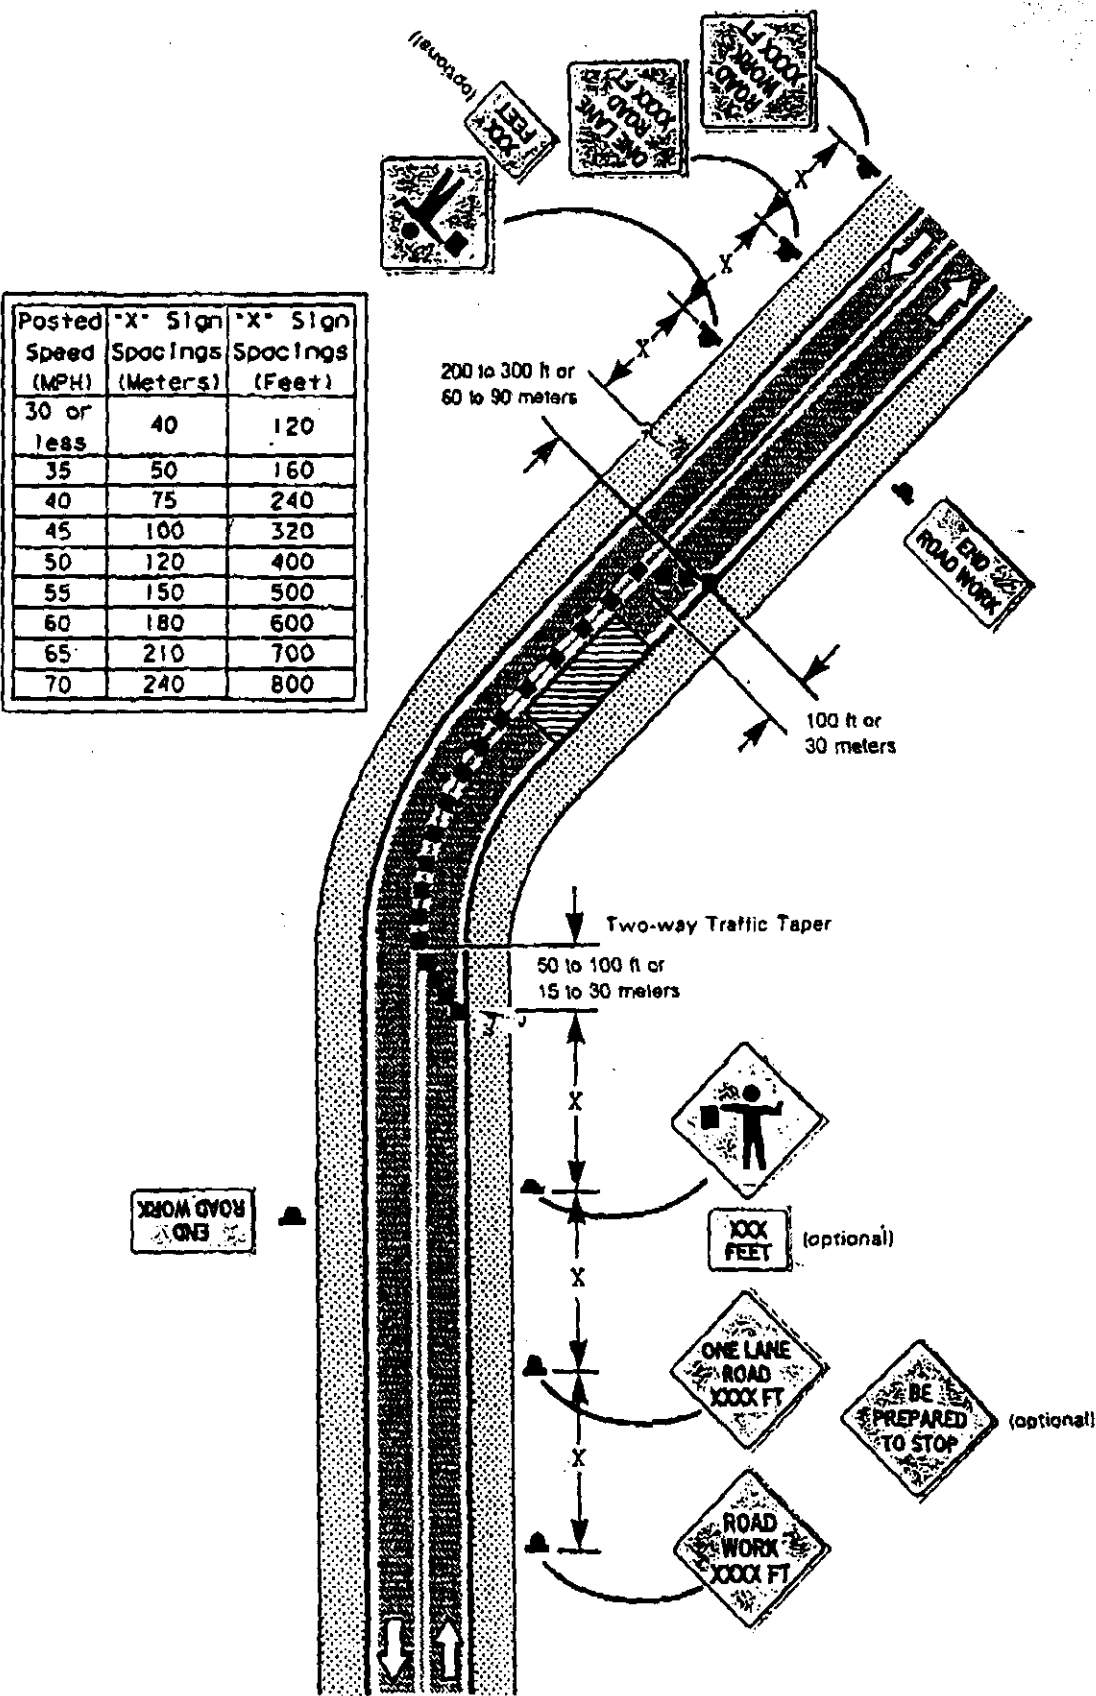 (optional)
XXX
FEET
ONE LANE
ROAD
XXXX FT
ROAD
WORK
XXXX FT
X
X
X
Posted "X" Sign "X" Sign
Speed Spacings Spacings
(MPH) (Meters) (Feet)
30 or
less 40 120
35 50 160
40 75 240
45 100 320
50 120 400
55 150 500
60 180 600
65 210 700
70 240 800
200 to 300 ft or
60 to 90 meters
END
ROAD WORK
100 ft or
30 meters
Two-way Traffic Taper
50 to 100 ft or
15 to 30 meters
X
END
ROAD WORK
XXX
FEET
(optional)
X
ONE LANE
ROAD
XXXX FT
BE
PREPARED
TO STOP
(optional)
X
ROAD
WORK
XXXX FT